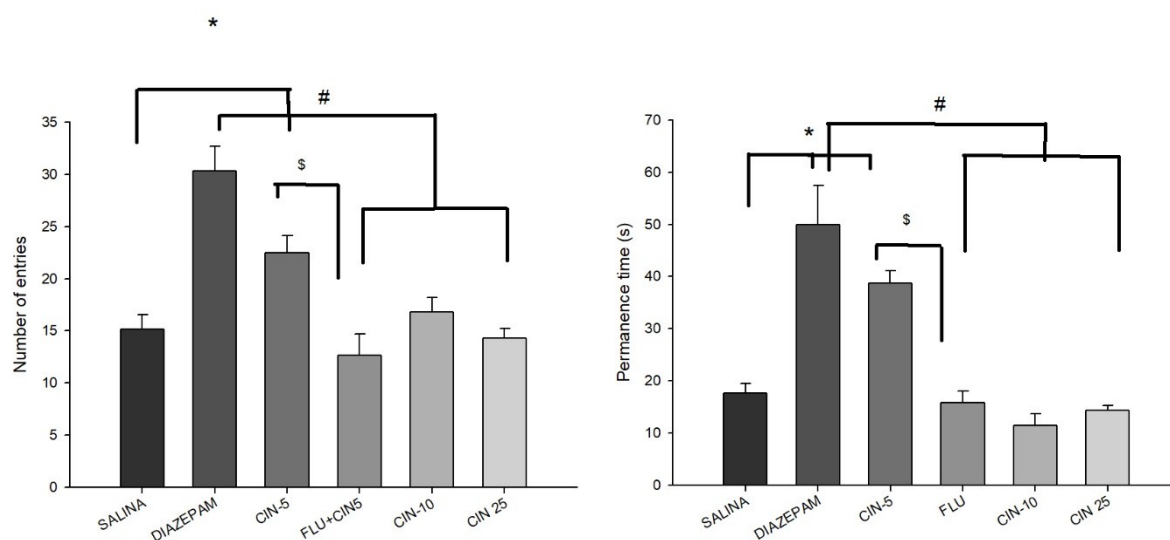 *
#
$
Number of entries
35
30
25
20
15
10
5
0
SALINA
DIAZEPAM
CIN-5
FLU+CIN5
CIN-10
CIN 25
#
*
$
Permanence time (s)
70
60
50
40
30
20
10
0
SALINA
DIAZEPAM
CIN-5
FLU
CIN-10
CIN 25